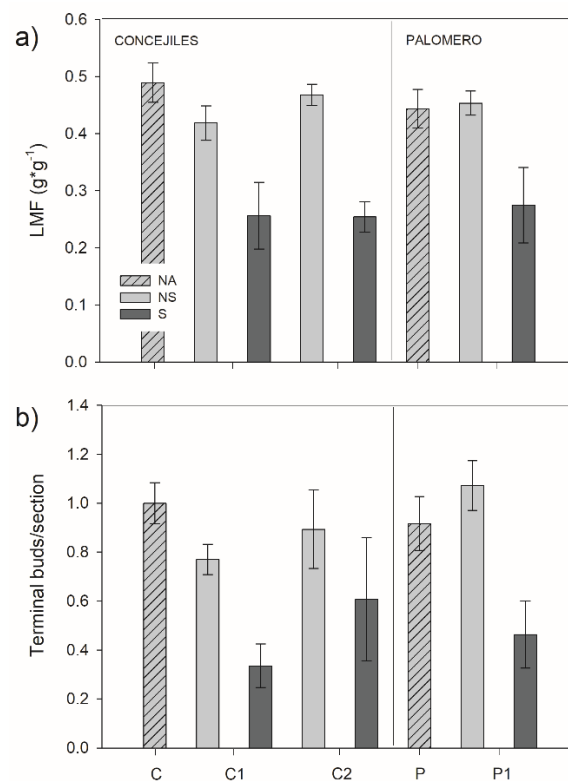 a)
CONCEJILES
PALOMERO
LMF (g*g-1)
0.6
0.5
0.4
0.3
0.2
0.1
0.0
NA
NS
S
b)
Terminal buds/section
1.4
1.2
1.0
0.8
0.6
0.4
0.2
0.0
C C1 C2 P P1